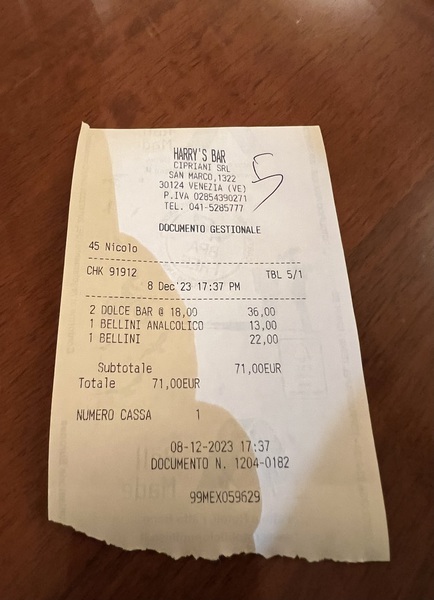 HARRY'S BAR
CIPRIANI SRL
SAN MARCO,1322
30124 VENEZIA (VE)
P.IVA 02854390271
TEL. 041-5285777
5
DOCUMENTO GESTIONALE
45 Nicolo
CHK 91912 TBL 5/1
8 Dec'23 17:37 PM
2 DOLCE BAR @ 18,00 36,00
1 BELLINI ANALCOLICO 13,00
1 BELLINI 22,00
Subtotale 71,00EUR
Totale 71,00EUR
NUMERO CASSA 1
08-12-2023 17:37
DOCUMENTO N. 1204-0182
99MEX059629